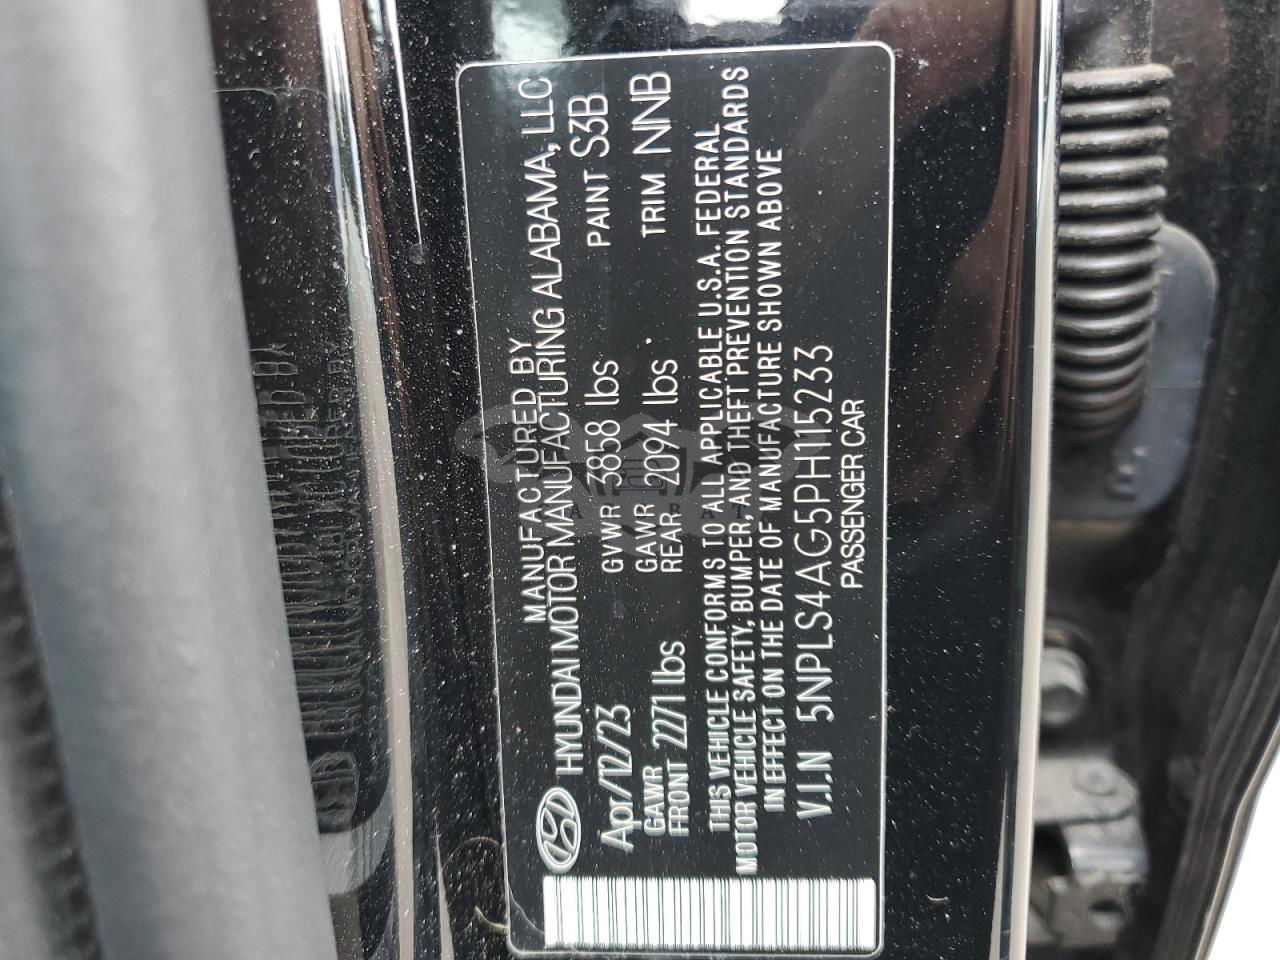 MANUFACTURED BY
HYUNDAI MOTOR MANUFACTURING ALABAMA, LLC
Apr/12/23 GVWR 3858 lbs PAINT S3B
GAWR FRONT 2271 lbs GAWR REAR 2094 lbs TRIM NNB
THIS VEHICLE CONFORMS TO ALL APPLICABLE U.S.A. FEDERAL
MOTOR VEHICLE SAFETY, BUMPER, AND THEFT PREVENTION STANDARDS
IN EFFECT ON THE DATE OF MANUFACTURE SHOWN ABOVE
V.I.N 5NPLS4AG5PH115233
PASSENGER CAR